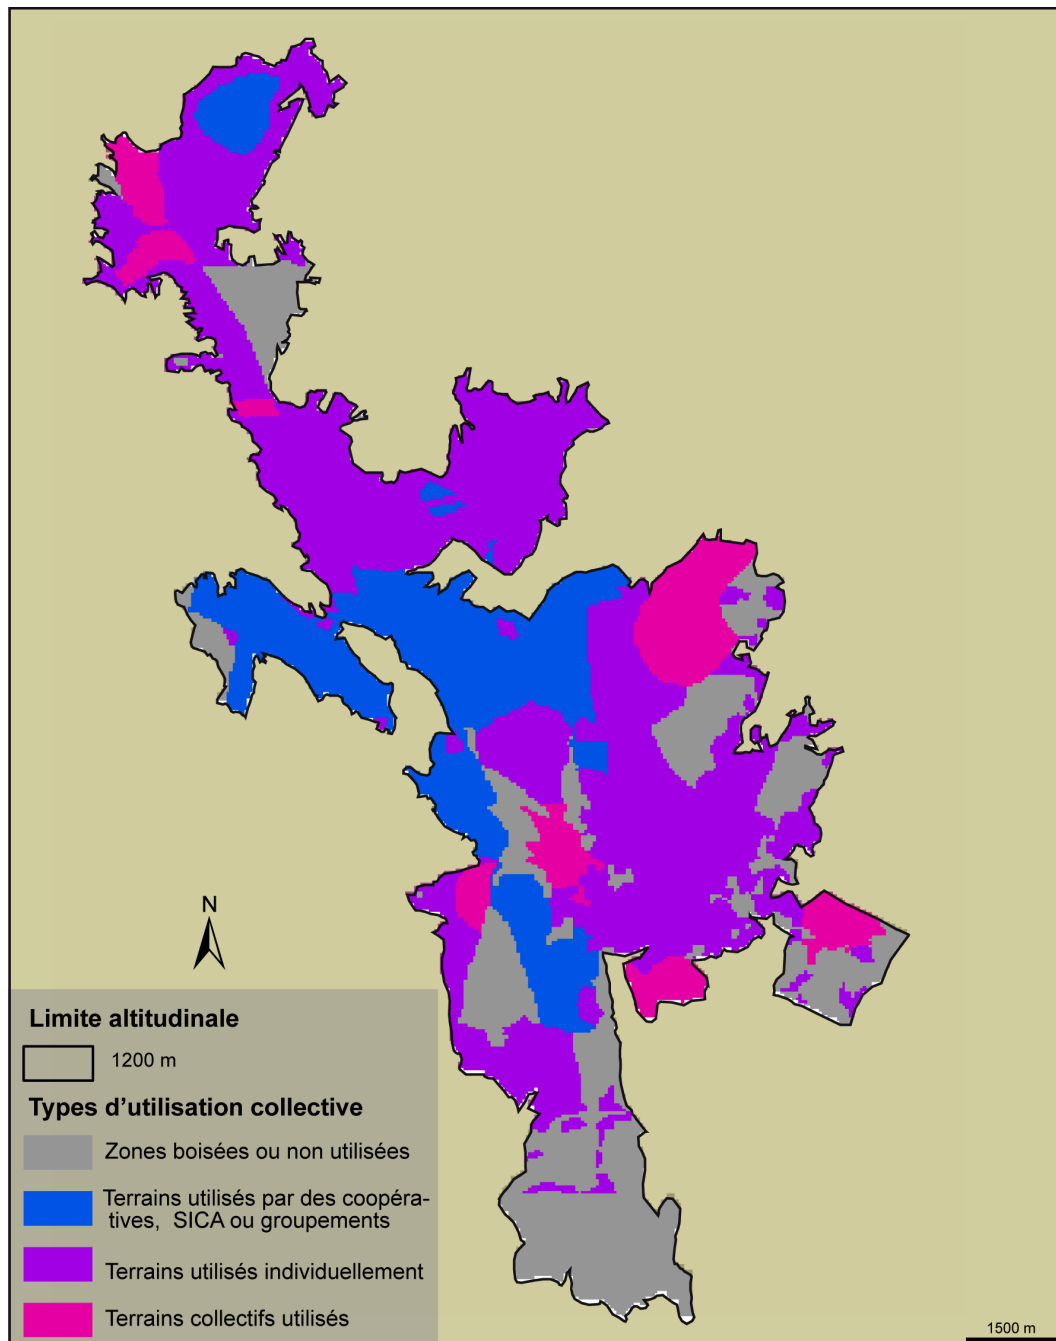 N
Limite altitudinale
1200 m
Types d’utilisation collective
Zones boisées ou non utilisées
Terrains utilisés par des coopéra-
tives, SICA ou groupements
Terrains utilisés individuellement
Terrains collectifs utilisés
1500 m